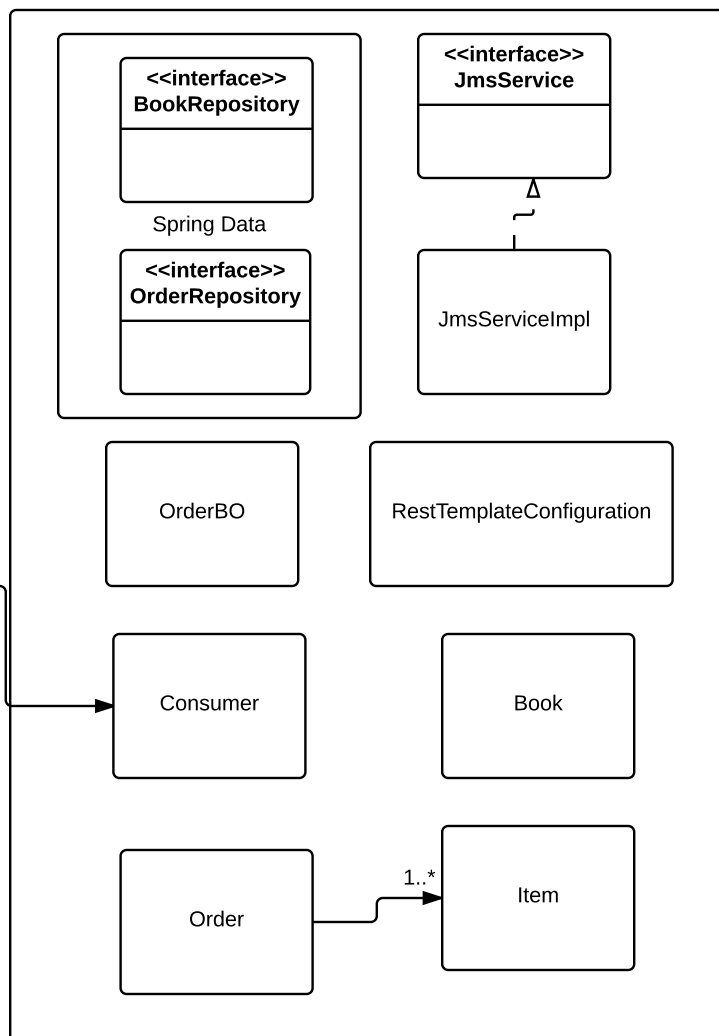 <<interface>>
BookRepository
Spring Data
<<interface>>
OrderRepository
<<interface>>
JmsService
JmsServiceImpl
OrderBO
RestTemplateConfiguration
Consumer
Book
Order
1..*
Item